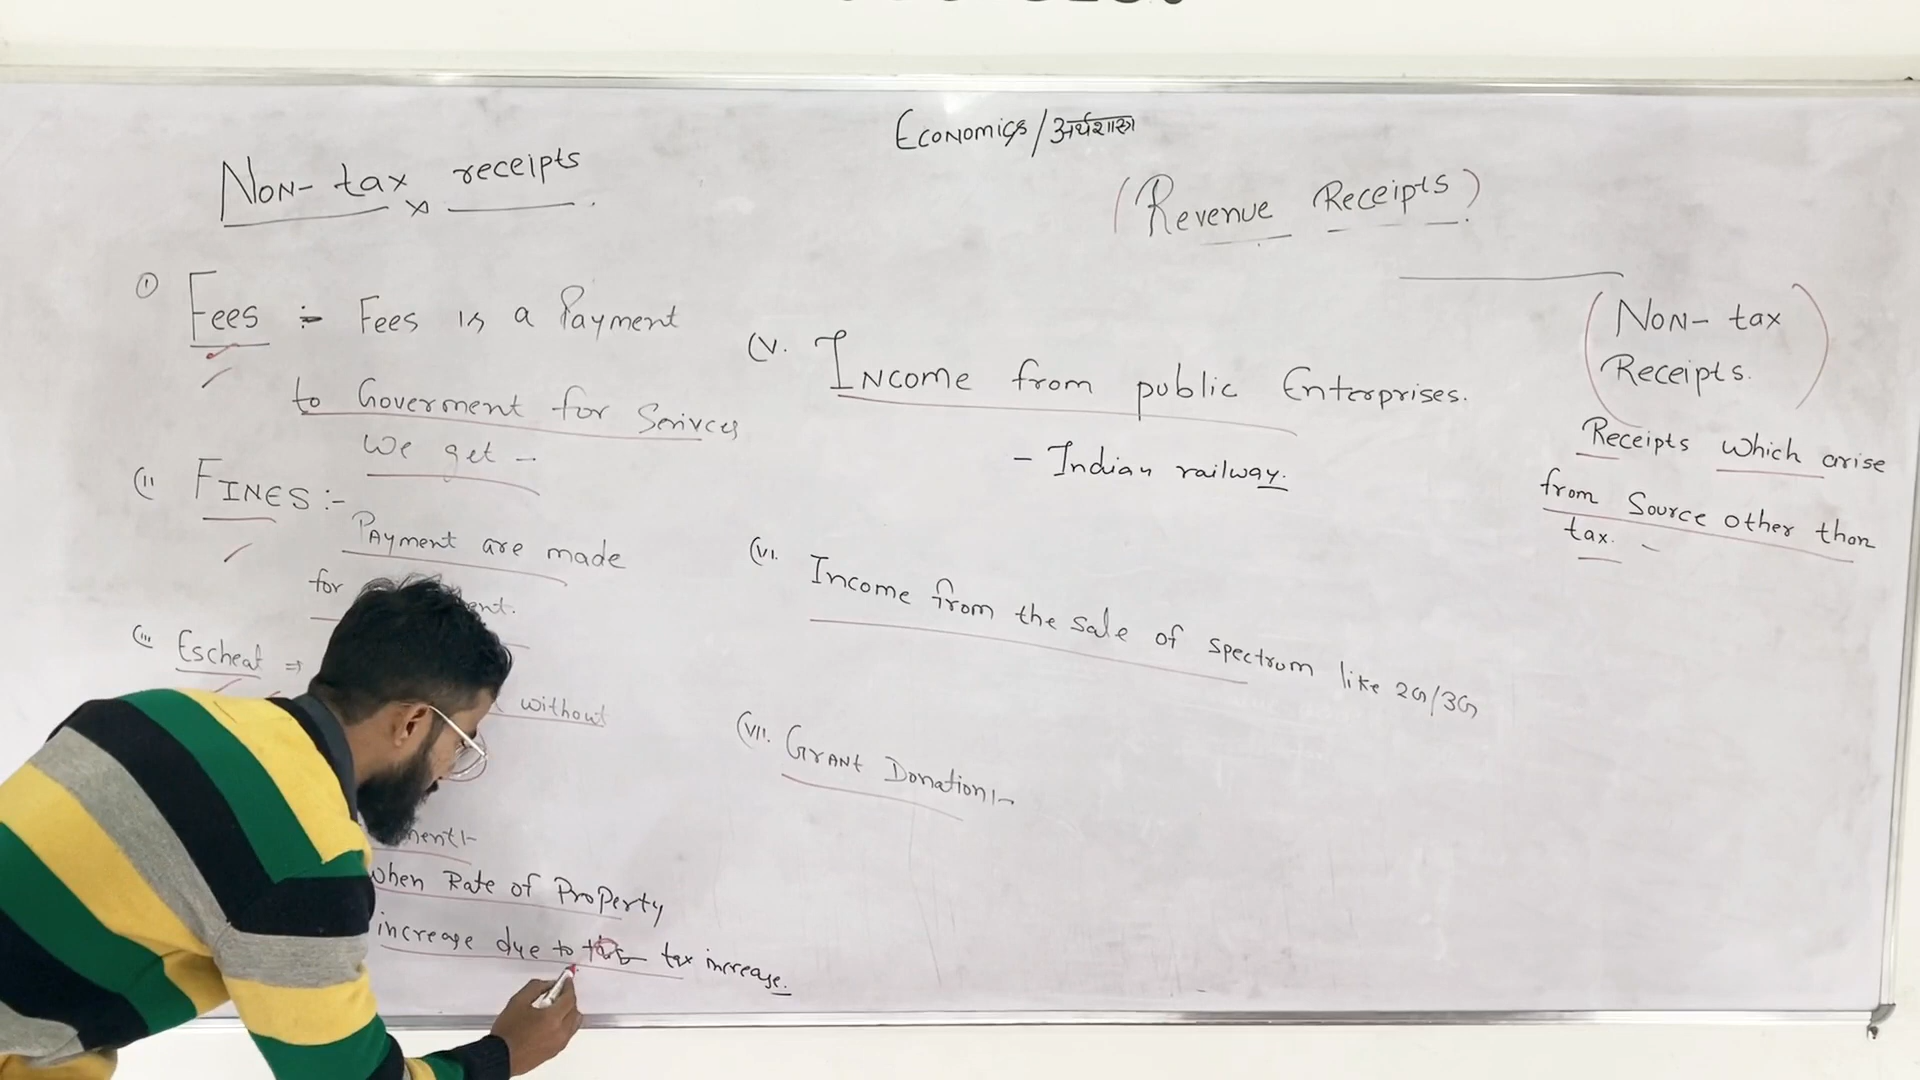 Economics/अर्थशास्त्र
Non-tax receipts
(Revenue Receipts)
(i) Fees :- Fees is a Payment
to Goverment for Serivces
we get -
(ii FINES :-
Payment are made
for
(iii Escheat ⇒
without
when Rate of Property
increase due to this tax increase.
(v. Income from public Enterprises.
- Indian railway.
(vi. Income from the sale of spectrum like 2G/3G
(vii. Grant Donation:-
(Non-tax
Receipts.)
Receipts which arise
from Source other than
tax. -